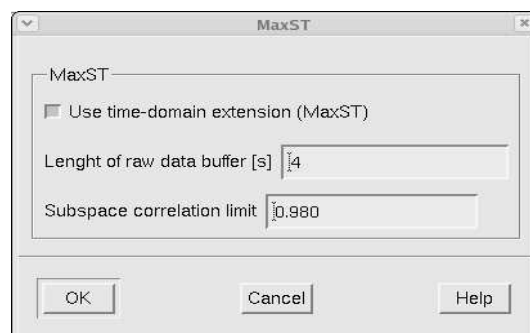 MaxST
MaxST
Use time-domain extension (MaxST)
Lenght of raw data buffer [s] 4
Subspace correlation limit 0.980
OK Cancel Help